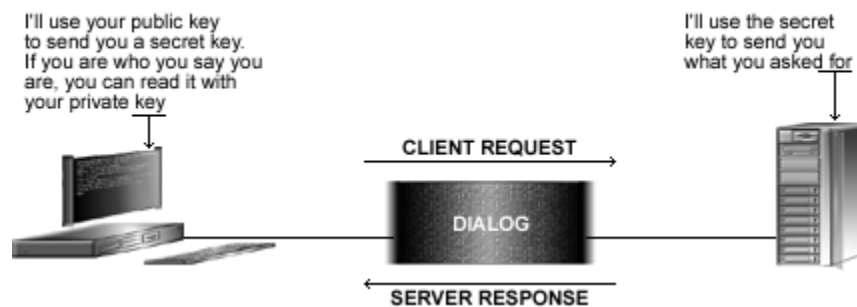 I'll use your public key
to send you a secret key.
If you are who you say you
are, you can read it with
your private key
I'll use the secret
key to send you
what you asked for
CLIENT REQUEST
DIALOG
SERVER RESPONSE